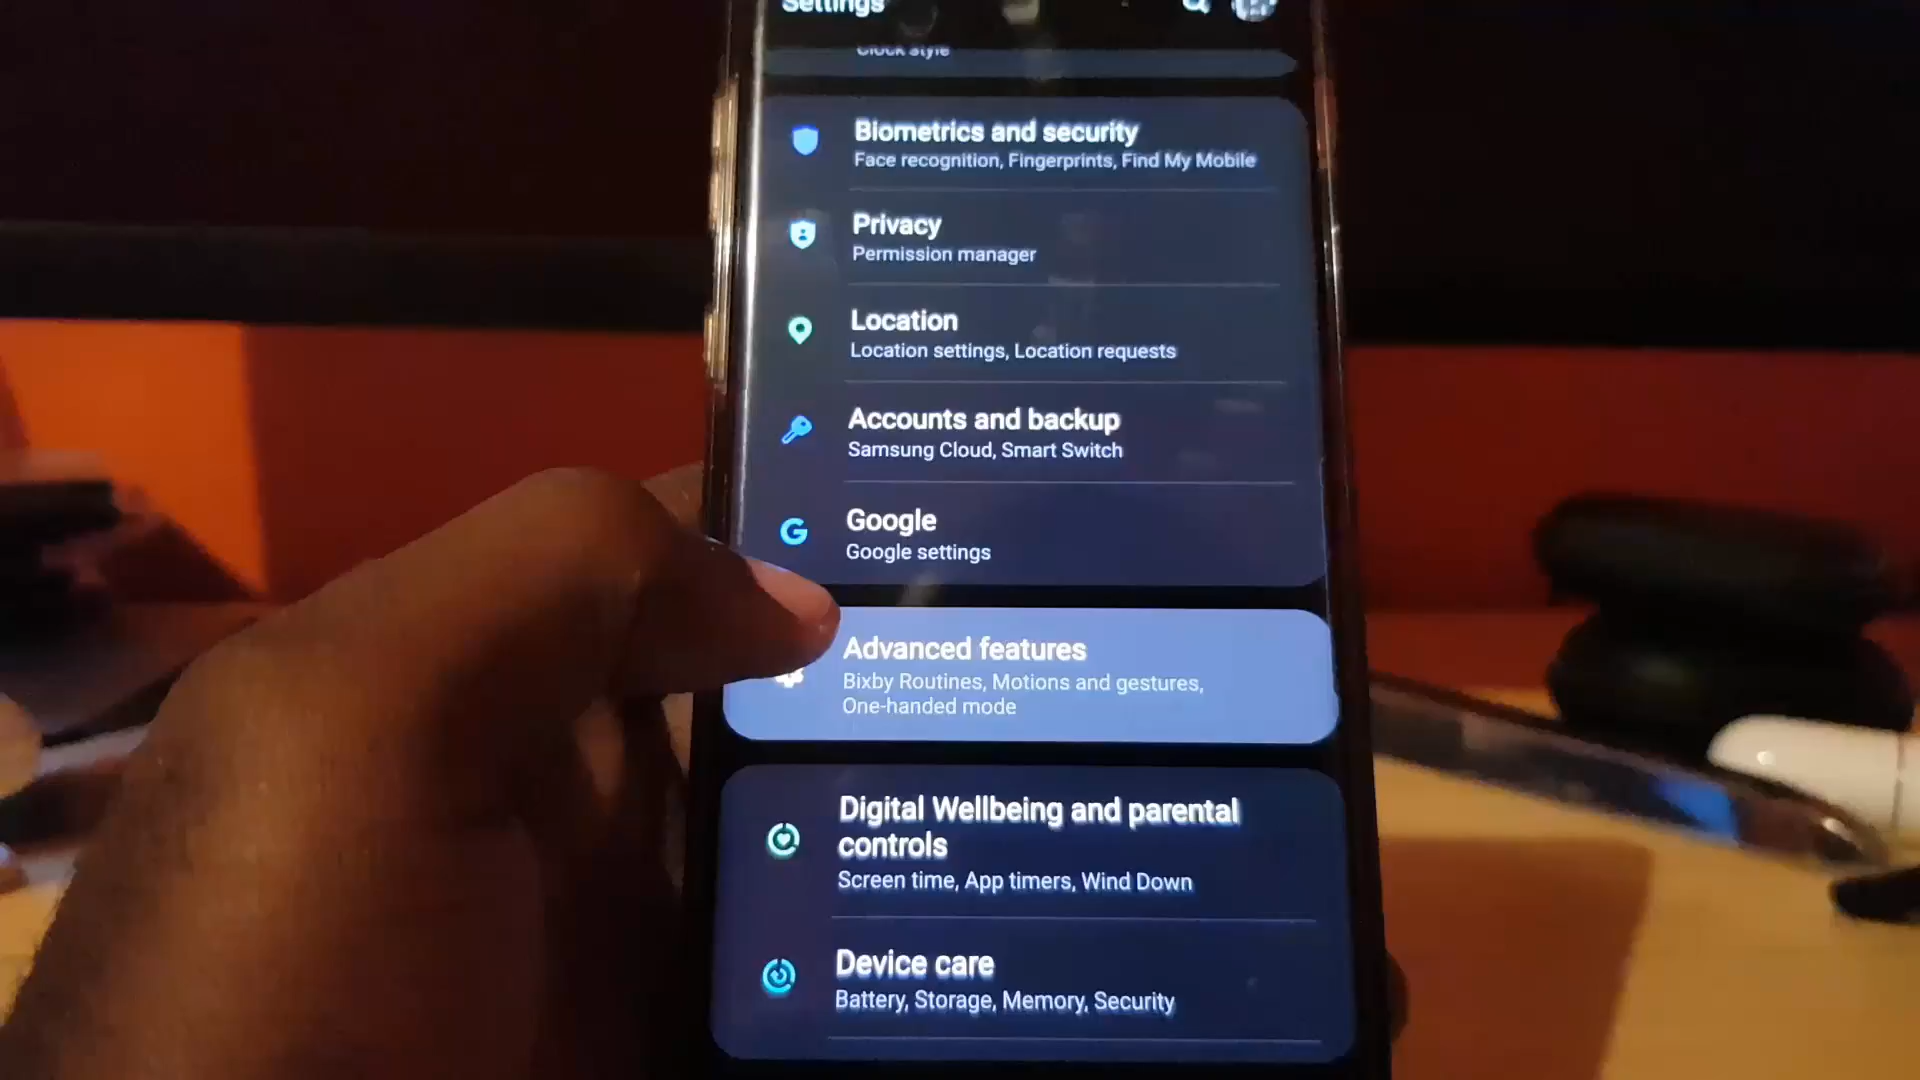 Settings
Clock style
Biometrics and security
Face recognition, Fingerprints, Find My Mobile
Privacy
Permission manager
Location
Location settings, Location requests
Accounts and backup
Samsung Cloud, Smart Switch
Google
Google settings
Advanced features
Bixby Routines, Motions and gestures,
One-handed mode
Digital Wellbeing and parental
controls
Screen time, App timers, Wind Down
Device care
Battery, Storage, Memory, Security